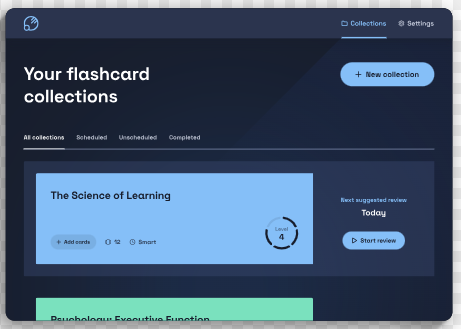 Collections
Settings
Your flashcard
collections
+ New collection
All collections
Scheduled
Unscheduled
Completed
The Science of Learning
Next suggested review
Today
Level
4
+ Add cards
12
Smart
Start review
Psychology: Executive Function